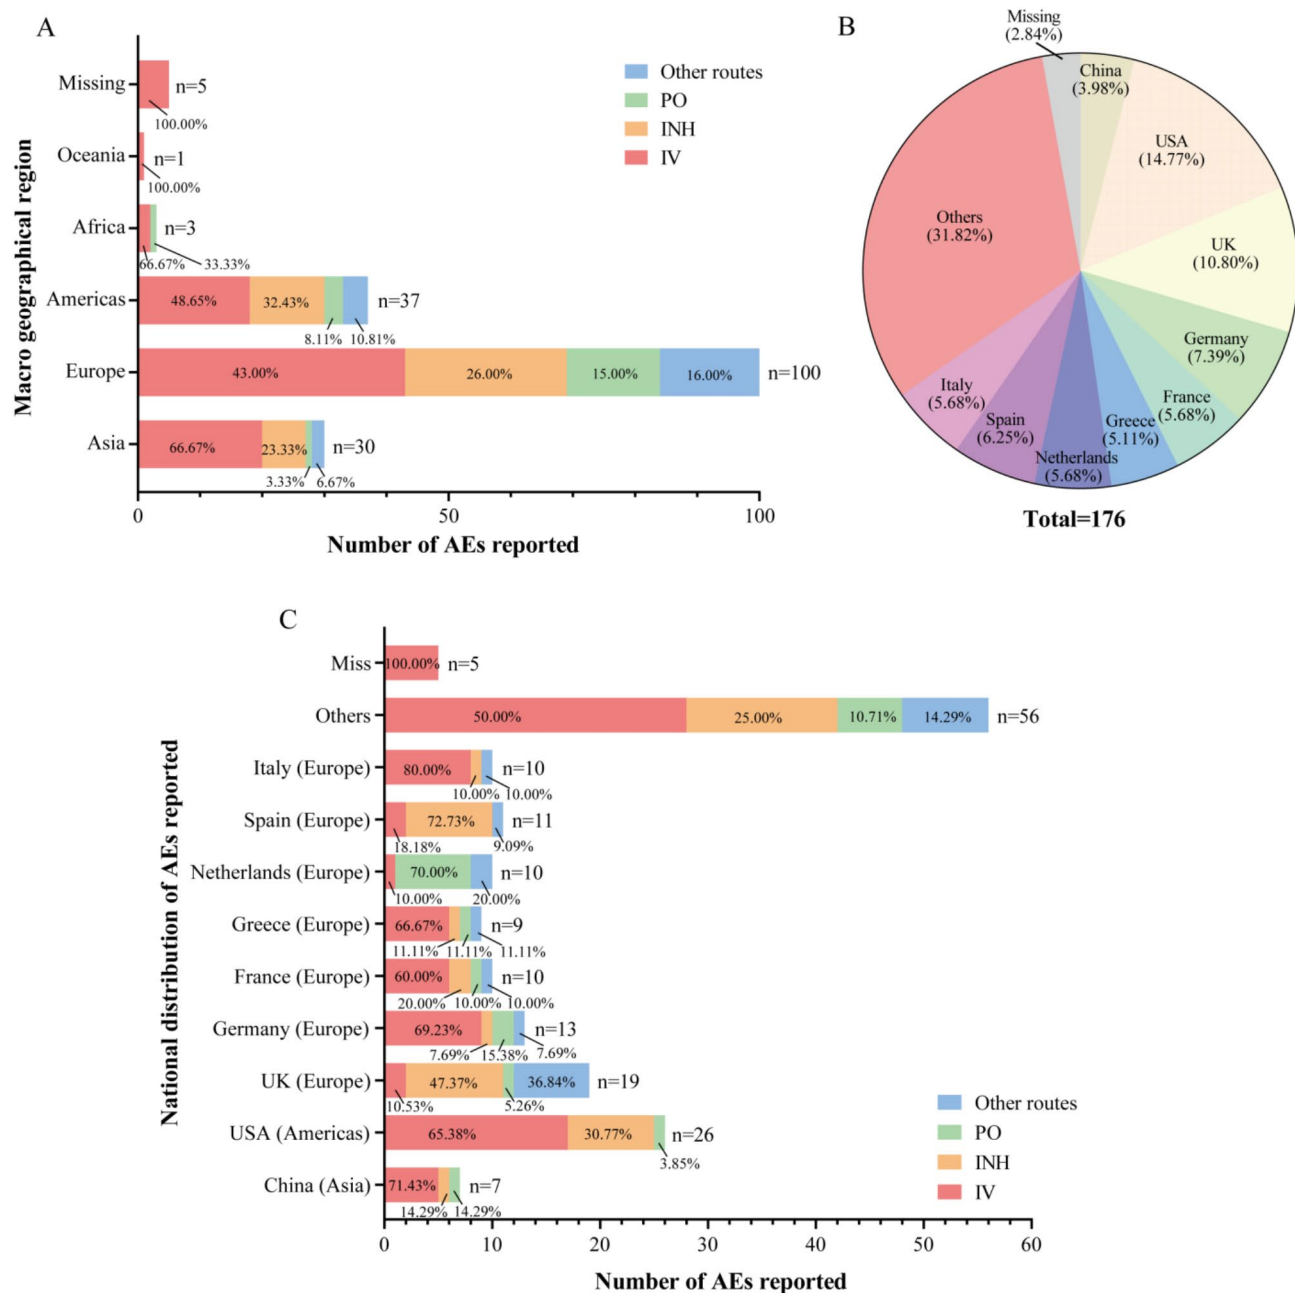 A
Macro geographical region
Missing
n=5
100.00%
Oceania
n=1
100.00%
Africa
n=3
66.67%
33.33%
Americas
48.65%
32.43%
n=37
8.11%
10.81%
Europe
43.00%
26.00%
15.00%
16.00%
n=100
Asia
66.67%
23.33%
n=30
3.33%
6.67%
0
50
100
Number of AEs reported
Other routes
PO
INH
IV
B
Missing
(2.84%)
China
(3.98%)
USA
(14.77%)
UK
(10.80%)
Germany
(7.39%)
France
(5.68%)
Greece
(5.11%)
Netherlands
(5.68%)
Spain
(6.25%)
Italy
(5.68%)
Others
(31.82%)
Total=176
C
National distribution of AEs reported
Miss
100.00%
n=5
Others
50.00%
25.00%
10.71%
14.29%
n=56
Italy (Europe)
80.00%
n=10
10.00%
10.00%
Spain (Europe)
72.73%
n=11
18.18%
9.09%
Netherlands (Europe)
70.00%
n=10
10.00%
20.00%
Greece (Europe)
66.67%
n=9
11.11%
11.11%
11.11%
France (Europe)
60.00%
n=10
20.00%
10.00%
10.00%
Germany (Europe)
69.23%
n=13
7.69%
15.38%
7.69%
UK (Europe)
47.37%
36.84%
n=19
10.53%
5.26%
USA (Americas)
65.38%
30.77%
n=26
3.85%
China (Asia)
71.43%
n=7
14.29%
14.29%
0
10
20
30
40
50
60
Number of AEs reported
Other routes
PO
INH
IV